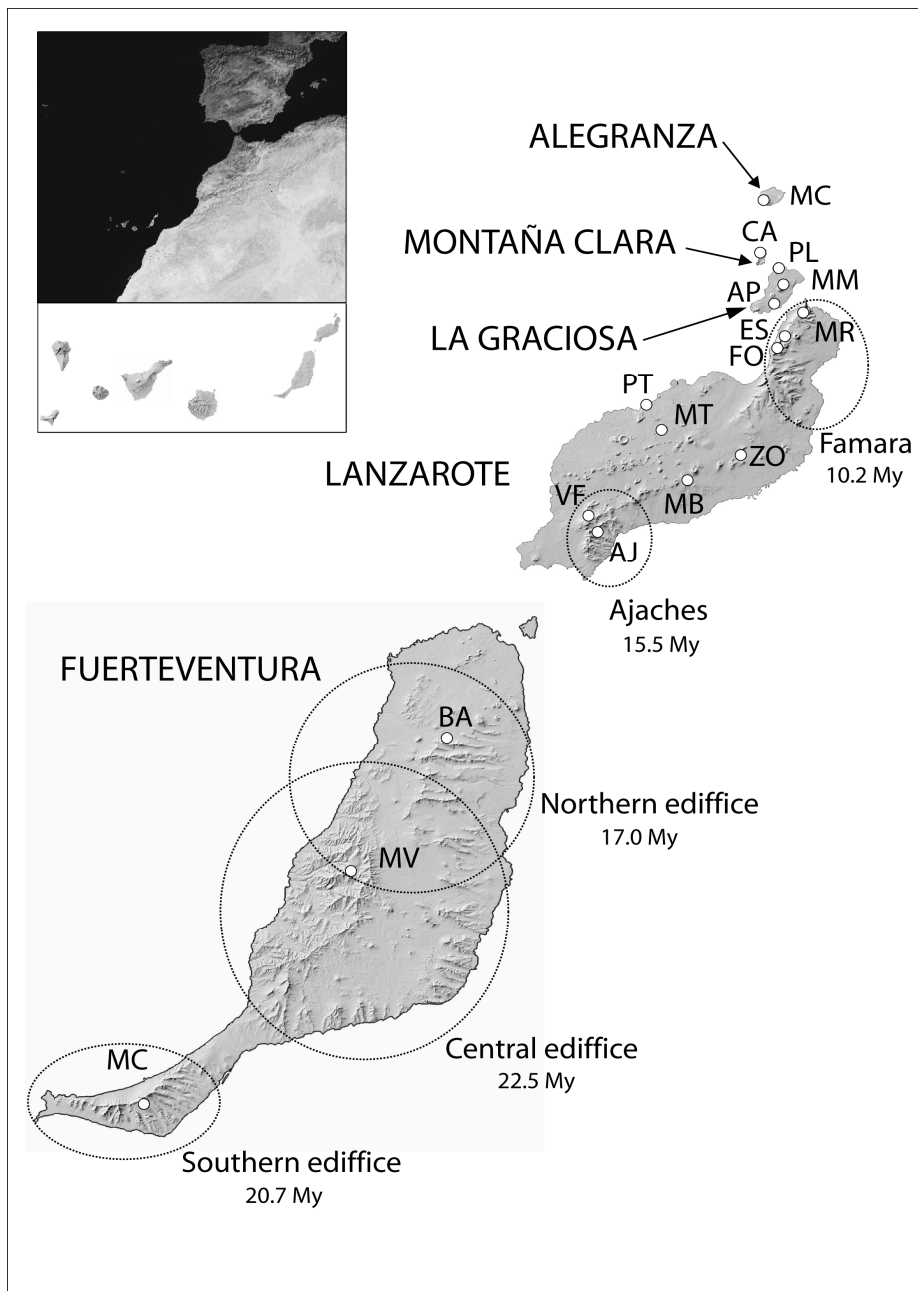 ALEGRANZA
MC
CA
MONTAÑA CLARA
PL
MM
AP
LA GRACIOSA
ES
MR
FO
PT
MT
Famara
10.2 My
ZO
LANZAROTE
MB
VF
AJ
Ajaches
15.5 My
FUERTEVENTURA
BA
Northern ediffice
17.0 My
MV
Central ediffice
22.5 My
MC
Southern ediffice
20.7 My